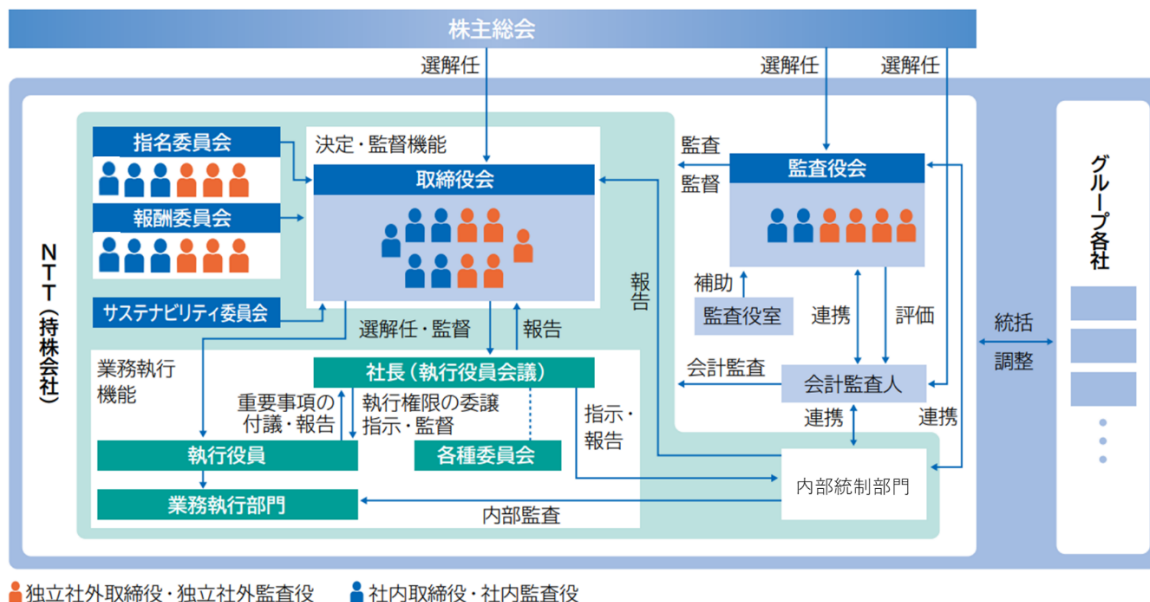 株主総会
選解任
選解任
選解任
NTT（持株会社）
指名委員会
報酬委員会
サステナビリティ委員会
決定・監督機能
取締役会
監査
監督
監査役会
補助
監査役室
連携
評価
報告
選解任・監督
報告
業務執行
機能
社長（執行役員会議）
重要事項の
付議・報告
執行権限の委譲
指示・監督
指示・
報告
会計監査
会計監査人
連携
連携
執行役員
各種委員会
業務執行部門
内部監査
内部統制部門
統括
調整
グループ各社
独立社外取締役・独立社外監査役
社内取締役・社内監査役